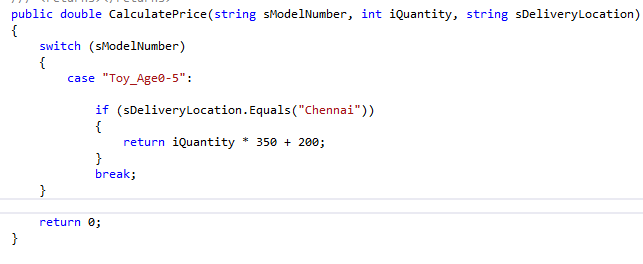 public double CalculatePrice(string sModelNumber, int iQuantity, string sDeliveryLocation)
{
    switch (sModelNumber)
    {
        case "Toy_Age0-5":

            if (sDeliveryLocation.Equals("Chennai"))
            {
                return iQuantity * 350 + 200;
            }
            break;
    }

    return 0;
}